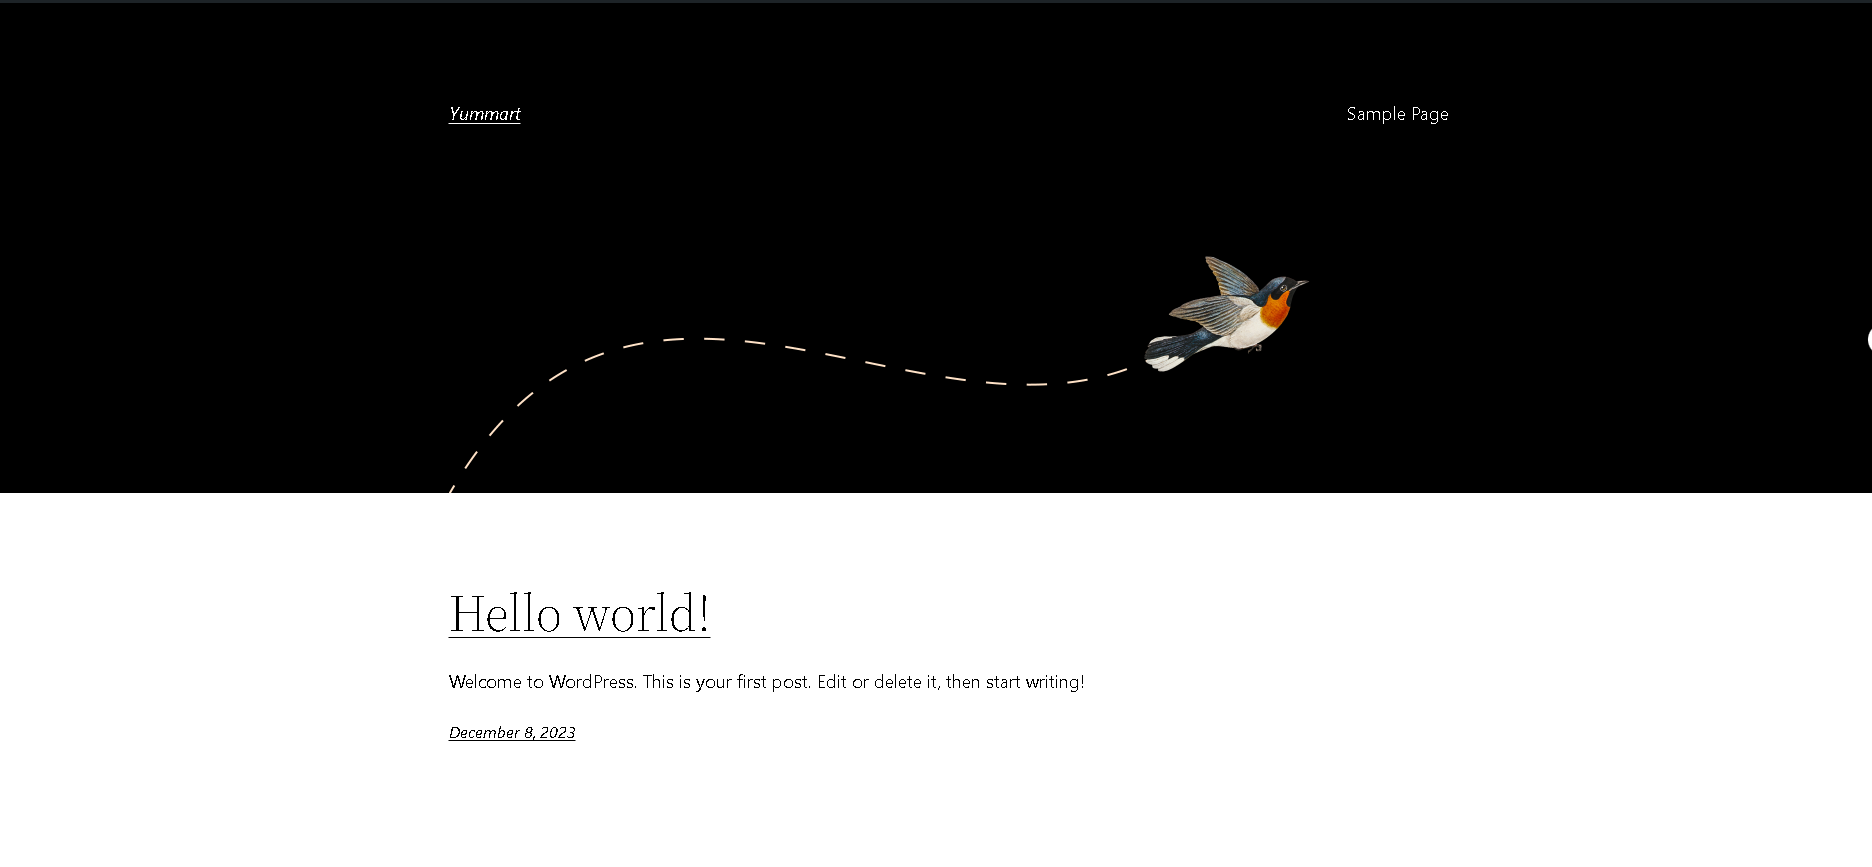 Yummart
Sample Page
Hello world!
Welcome to WordPress. This is your first post. Edit or delete it, then start writing!
December 8, 2023